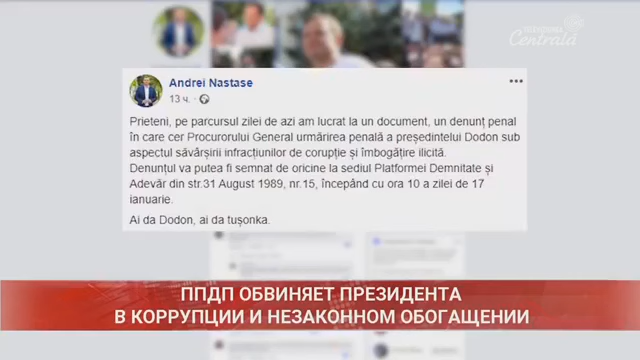 Centrală
Andrei Nastase
13 ч.
Prieteni, pe parcursul zilei de azi am lucrat la un document, un denunț penal
în care cer Procurorului General urmărirea penală a președintelui Dodon sub
aspectul săvârșirii infracțiunilor de corupție și îmbogățire ilicită.
Denunțul va putea fi semnat de oricine la sediul Platformei Demnitate și
Adevăr din str.31 August 1989, nr.15, începând cu ora 10 a zilei de 17
ianuarie.
Ai da Dodon, ai da tușonka.
ППДП ОБВИНЯЕТ ПРЕЗИДЕНТА
В КОРРУПЦИИ И НЕЗАКОННОМ ОБОГАЩЕНИИ